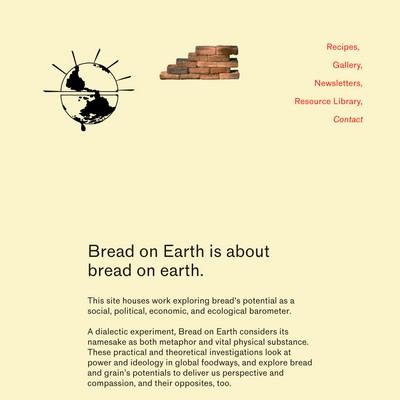 Recipes,
Gallery,
Newsletters,
Resource Library,
Contact
Bread on Earth is about
bread on earth.
This site houses work exploring bread's potential as a
social, political, economic, and ecological barometer.
A dialectic experiment, Bread on Earth considers its
namesake as both metaphor and vital physical substance.
These practical and theoretical investigations look at
power and ideology in global foodways, and explore bread
and grain's potentials to deliver us perspective and
compassion, and their opposites, too.